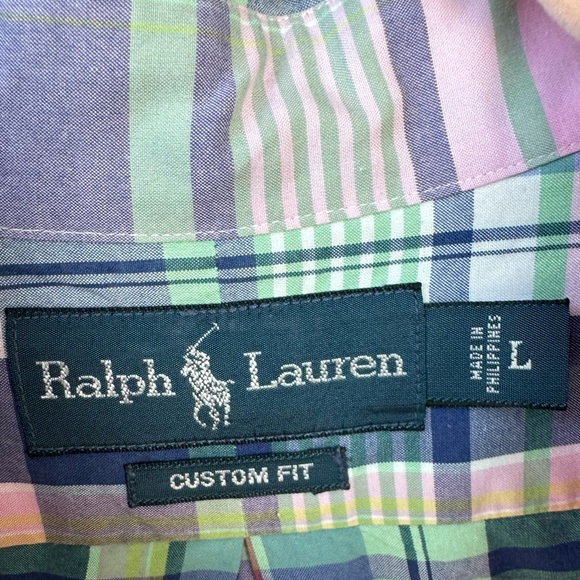 Ralph Lauren
MADE IN
PHILIPPINES
L
CUSTOM FIT